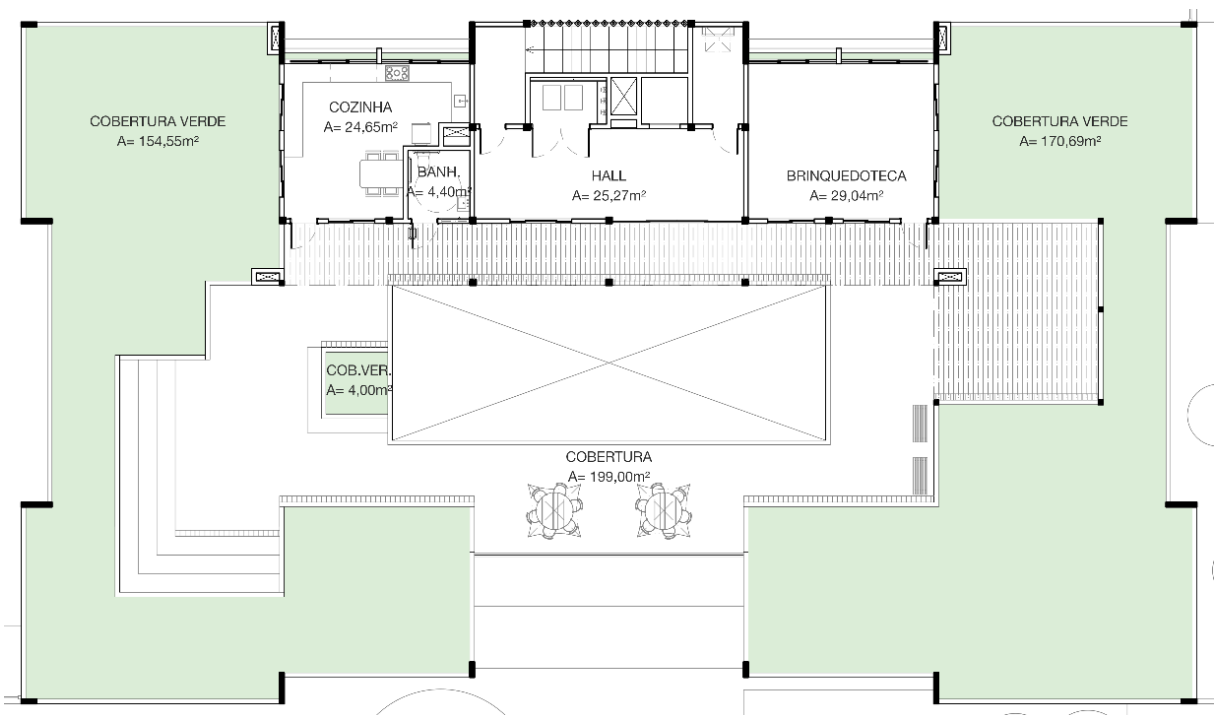 COBERTURA VERDE
A= 154,55m²
COZINHA
A= 24,65m²
BANH.
A= 4,40m²
HALL
A= 25,27m²
BRINQUEDOTECA
A= 29,04m²
COBERTURA VERDE
A= 170,69m²
COB.VER.
A= 4,00m²
COBERTURA
A= 199,00m²